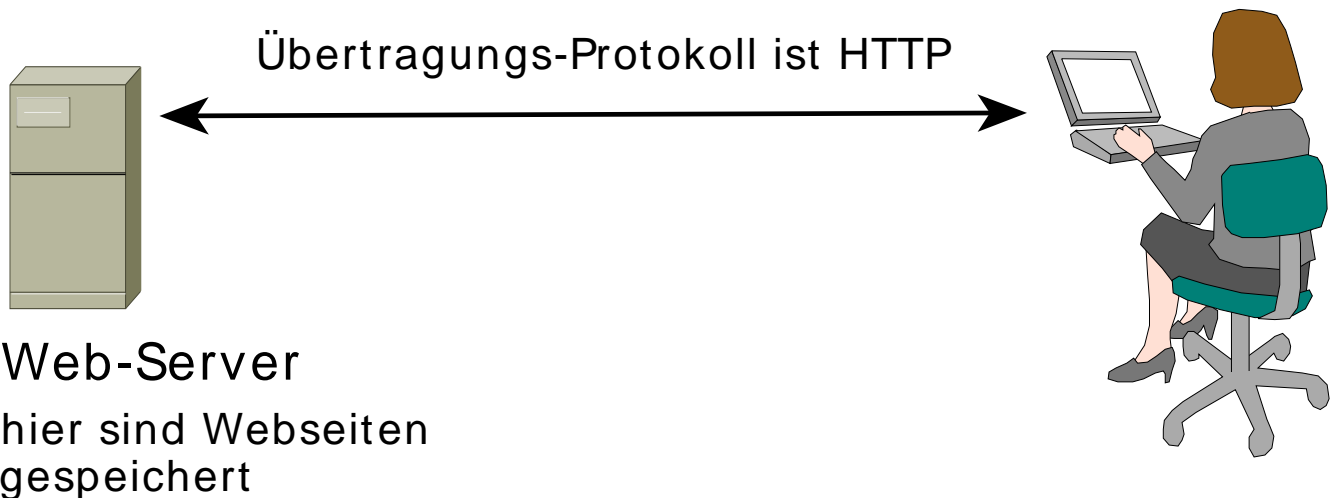 Übertragungs-Protokoll ist HTTP
Web-Server
hier sind Webseiten
gespeichert